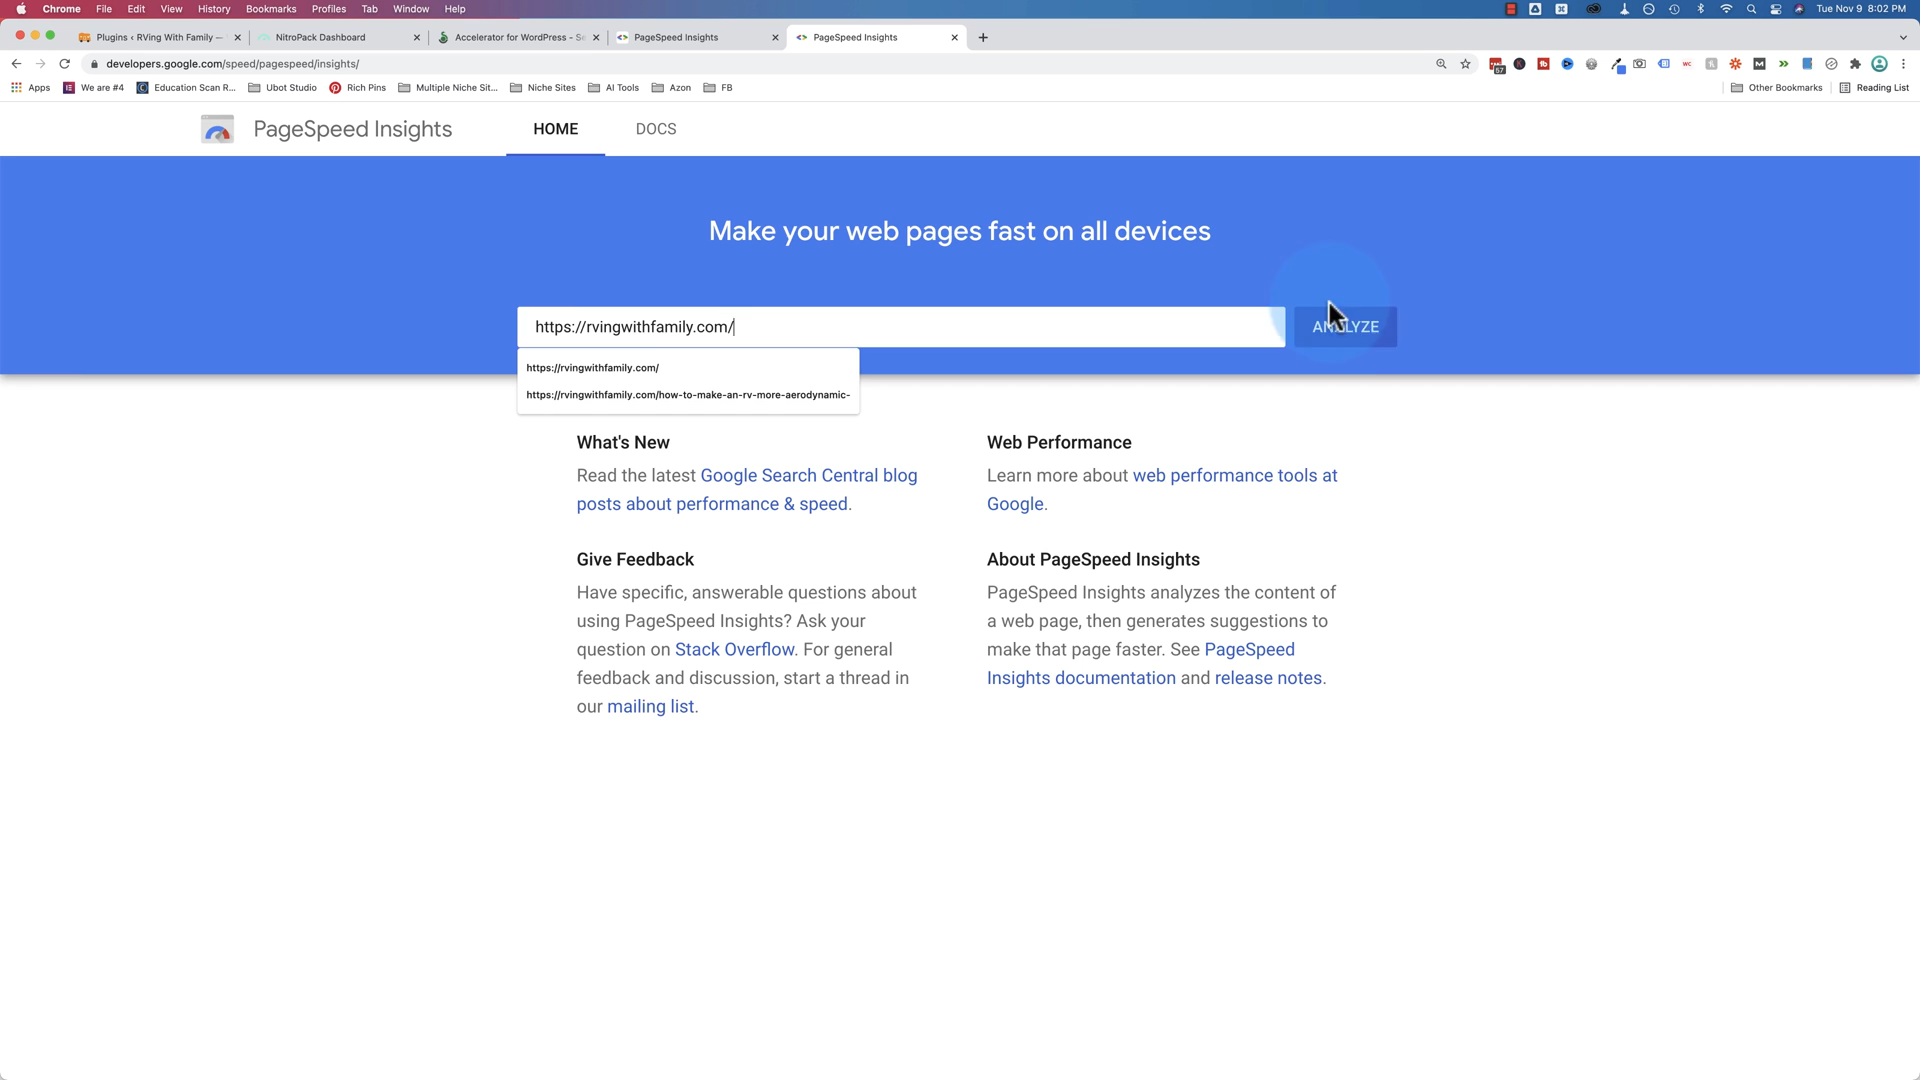 Chrome File Edit View History Bookmarks Profiles Tab Window Help Tue Nov 9 8:02 PM
Plugins ‹ RVing With Family —
NitroPack Dashboard
Accelerator for WordPress - Se
PageSpeed Insights
PageSpeed Insights
developers.google.com/speed/pagespeed/insights/
57
Apps We are #4 Education Scan R... Ubot Studio Rich Pins Multiple Niche Sit... Niche Sites AI Tools Azon FB Other Bookmarks Reading List
PageSpeed Insights HOME DOCS
Make your web pages fast on all devices
https://rvingwithfamily.com/ ANALYZE
https://rvingwithfamily.com/
https://rvingwithfamily.com/how-to-make-an-rv-more-aerodynamic-
What's New
Read the latest Google Search Central blog
posts about performance & speed.
Web Performance
Learn more about web performance tools at
Google.
Give Feedback
Have specific, answerable questions about
using PageSpeed Insights? Ask your
question on Stack Overflow. For general
feedback and discussion, start a thread in
our mailing list.
About PageSpeed Insights
PageSpeed Insights analyzes the content of
a web page, then generates suggestions to
make that page faster. See PageSpeed
Insights documentation and release notes.